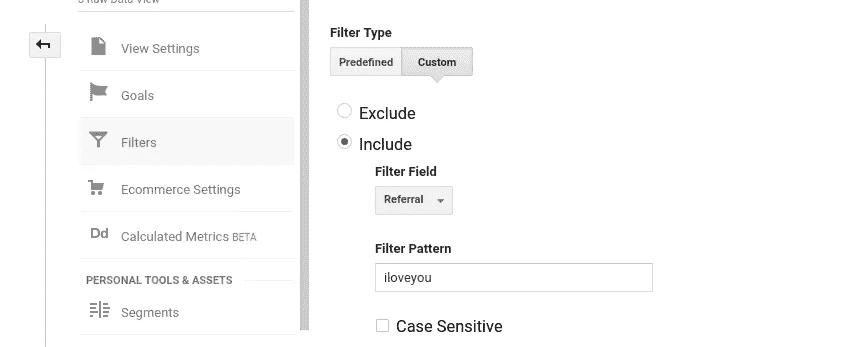 3 Raw Data View
View Settings
Goals
Filters
Ecommerce Settings
Dd Calculated Metrics BETA
PERSONAL TOOLS & ASSETS
Segments
Filter Type
Predefined Custom
Exclude
Include
Filter Field
Referral
Filter Pattern
iloveyou
Case Sensitive